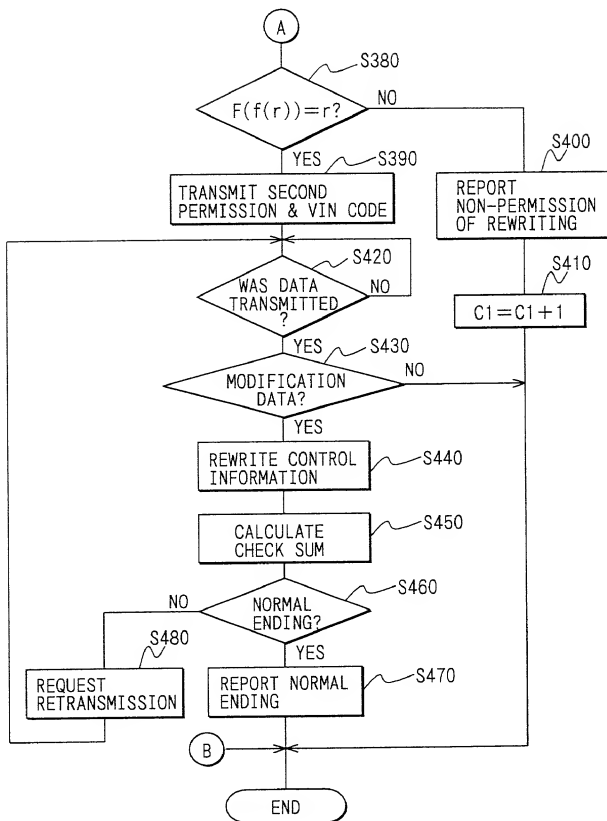 A
S380
F(f(r))=r?
NO
YES
S390
S400
TRANSMIT SECOND
PERMISSION & VIN CODE
REPORT
NON-PERMISSION
OF REWRITING
S420
S410
WAS DATA
TRANSMITTED
?
NO
C1=C1+1
YES
S430
MODIFICATION
DATA?
NO
YES
REWRITE CONTROL
INFORMATION
S440
CALCULATE
CHECK SUM
S450
S460
NO
NORMAL
ENDING?
S480
YES
REQUEST
RETRANSMISSION
REPORT NORMAL
ENDING
S470
B
END